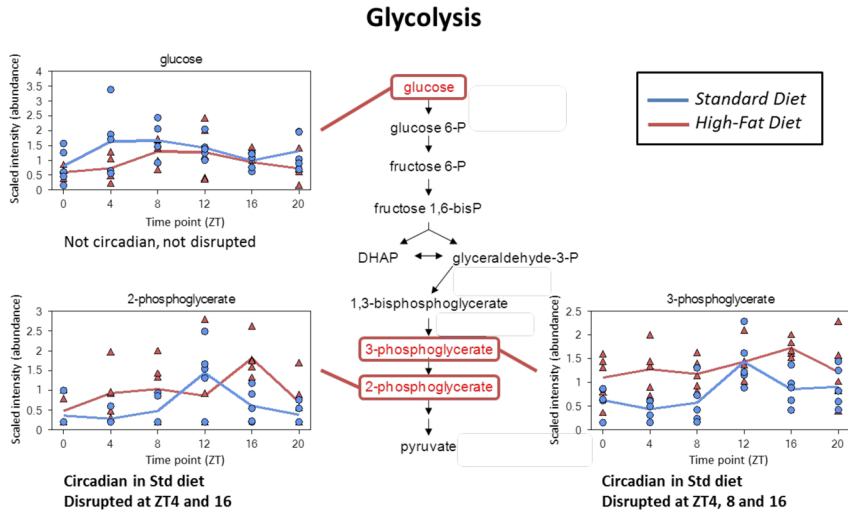 Glycolysis
glucose
Scaled intensity (abundance)
4
3.5
3
2.5
2
1.5
1
0.5
0
0 4 8 12 16 20
Time point (ZT)
Not circadian, not disrupted
glucose
glucose 6-P
fructose 6-P
fructose 1,6-bisP
DHAP
glyceraldehyde-3-P
1,3-bisphosphoglycerate
3-phosphoglycerate
2-phosphoglycerate
pyruvate
Standard Diet
High-Fat Diet
2-phosphoglycerate
Scaled intensity (abundance)
3
2.5
2
1.5
1
0.5
0
0 4 8 12 16 20
Time point (ZT)
Circadian in Std diet
Disrupted at ZT4 and 16
3-phosphoglycerate
Scaled intensity (abundance)
2.5
2
1.5
1
0.5
0
0 4 8 12 16 20
Time point (ZT)
Circadian in Std diet
Disrupted at ZT4, 8 and 16